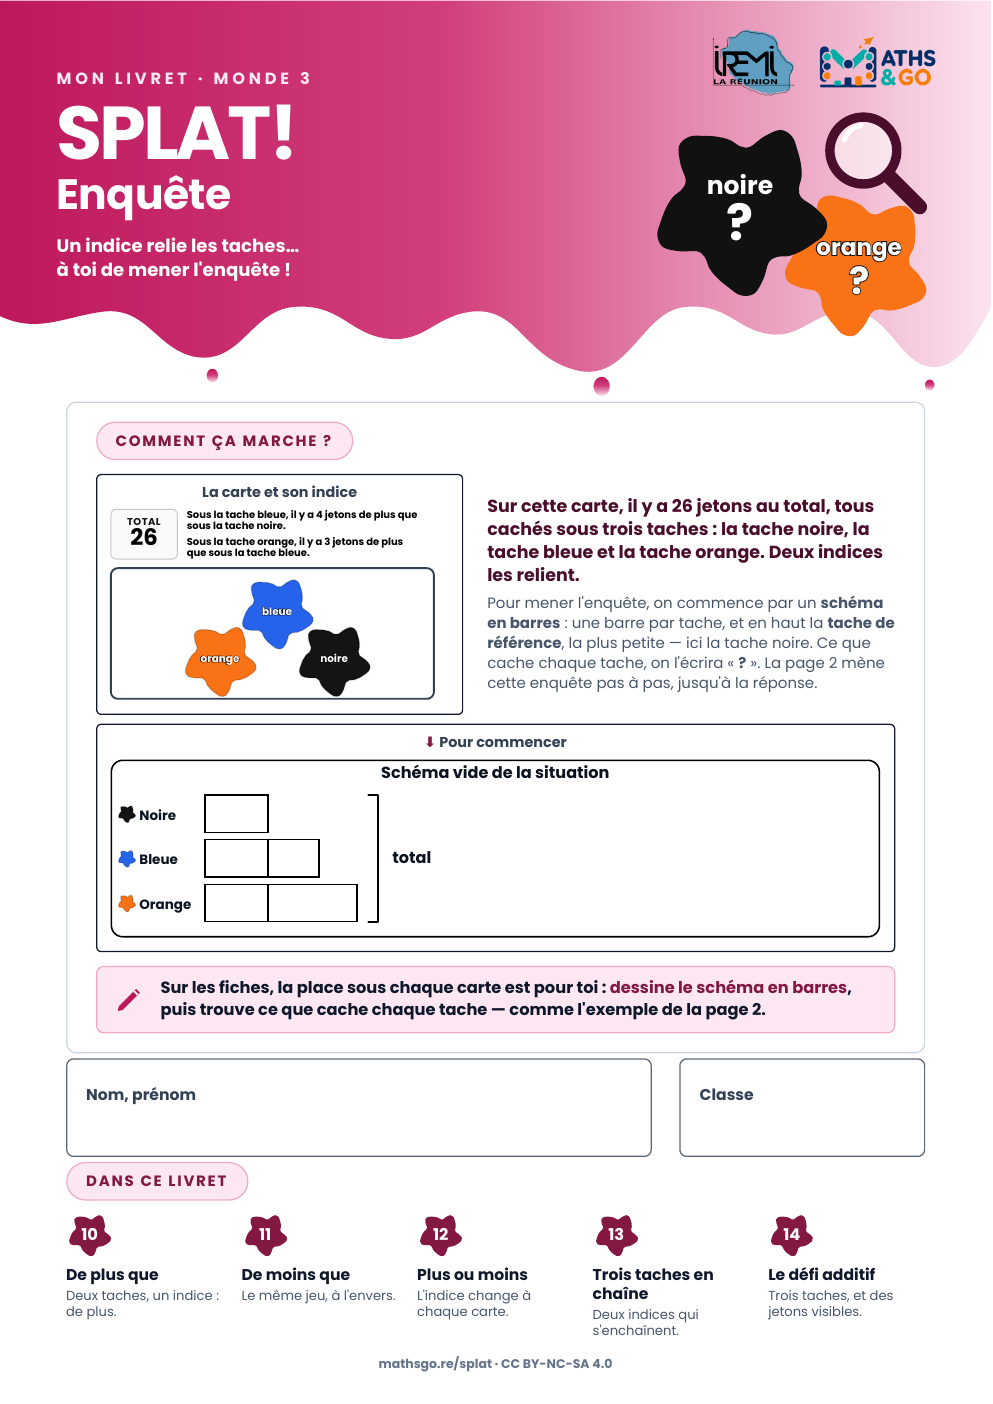 MON LIVRET · MONDE 3
SPLAT!
Enquête
Un indice relie les taches...
à toi de mener l'enquête !
IREMI
LA RÉUNION
MATHS
&GO
noire
?
orange
?
COMMENT ÇA MARCHE ?
La carte et son indice
TOTAL
26
Sous la tache bleue, il y a 4 jetons de plus que
sous la tache noire.
Sous la tache orange, il y a 3 jetons de plus
que sous la tache bleue.
bleue
orange
noire
Sur cette carte, il y a 26 jetons au total, tous
cachés sous trois taches : la tache noire, la
tache bleue et la tache orange. Deux indices
les relient.
Pour mener l'enquête, on commence par un schéma
en barres : une barre par tache, et en haut la tache de
référence, la plus petite — ici la tache noire. Ce que
cache chaque tache, on l'écrira « ? ». La page 2 mène
cette enquête pas à pas, jusqu'à la réponse.
⬇ Pour commencer
Schéma vide de la situation
Noire
Bleue
Orange
total
Sur les fiches, la place sous chaque carte est pour toi : dessine le schéma en barres,
puis trouve ce que cache chaque tache — comme l'exemple de la page 2.
Nom, prénom
Classe
DANS CE LIVRET
10
De plus que
Deux taches, un indice :
de plus.
11
De moins que
Le même jeu, à l'envers.
12
Plus ou moins
L'indice change à
chaque carte.
13
Trois taches en
chaîne
Deux indices qui
s'enchaînent.
14
Le défi additif
Trois taches, et des
jetons visibles.
mathsgo.re/splat · CC BY-NC-SA 4.0